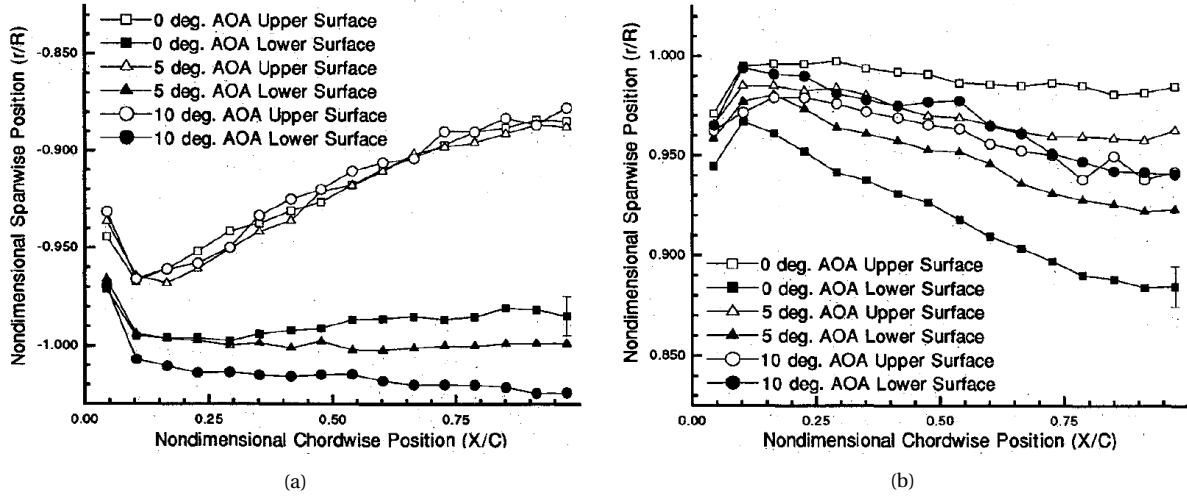 0 deg. AOA Upper Surface
0 deg. AOA Lower Surface
5 deg. AOA Upper Surface
5 deg. AOA Lower Surface
10 deg. AOA Upper Surface
10 deg. AOA Lower Surface
Nondimensional Spanwise Position (r/R)
-0.850
-0.900
-0.950
-1.000
0.00 0.25 0.50 0.75
Nondimensional Chordwise Position (X/C)
(a)
Nondimensional Spanwise Position (r/R)
1.000
0.950
0.900
0.850
0 deg. AOA Upper Surface
0 deg. AOA Lower Surface
5 deg. AOA Upper Surface
5 deg. AOA Lower Surface
10 deg. AOA Upper Surface
10 deg. AOA Lower Surface
0.00 0.25 0.50 0.75
Nondimensional Chordwise Position (X/C)
(b)